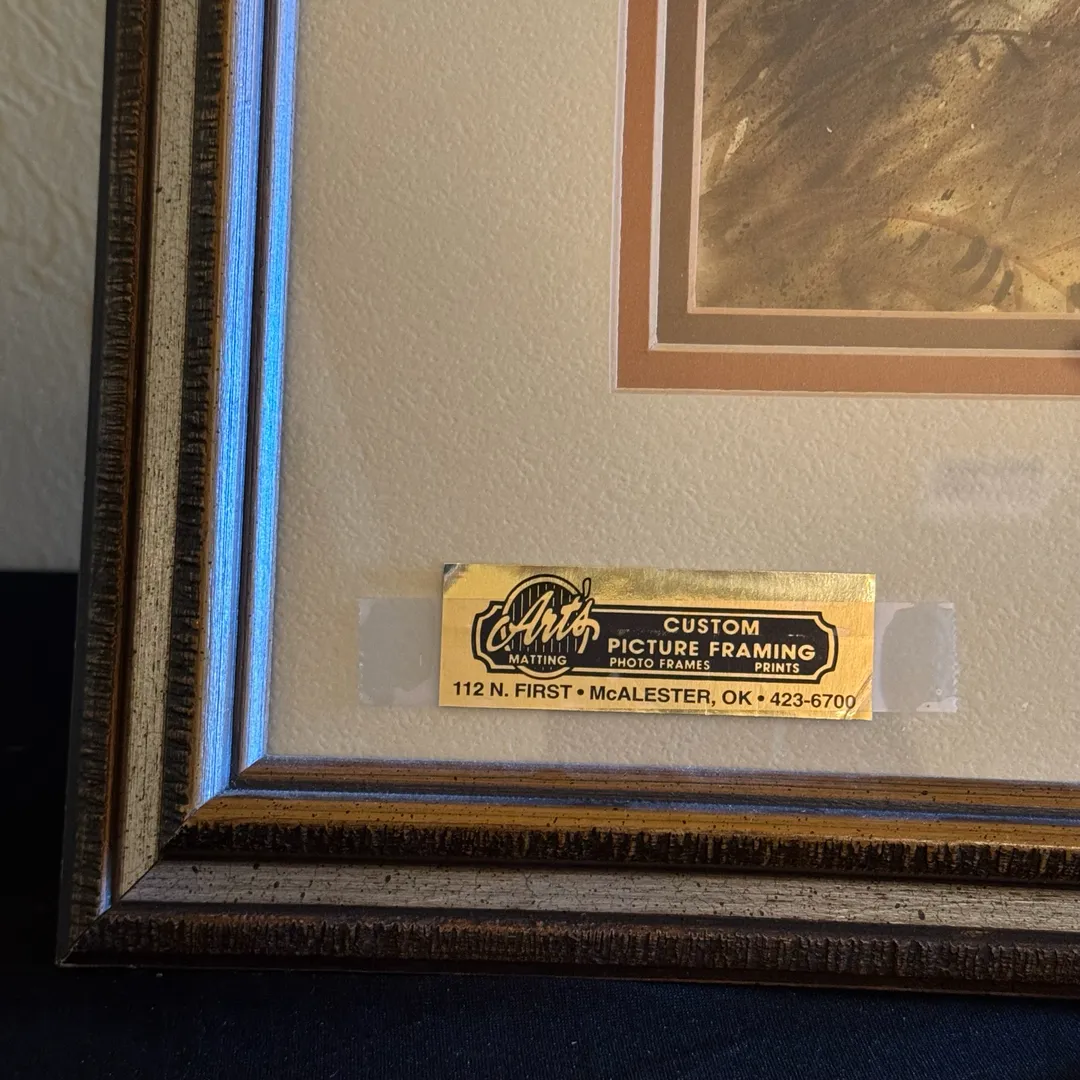 Art's
MATTING
CUSTOM
PICTURE FRAMING
PHOTO FRAMES PRINTS
112 N. FIRST • McALESTER, OK • 423-6700